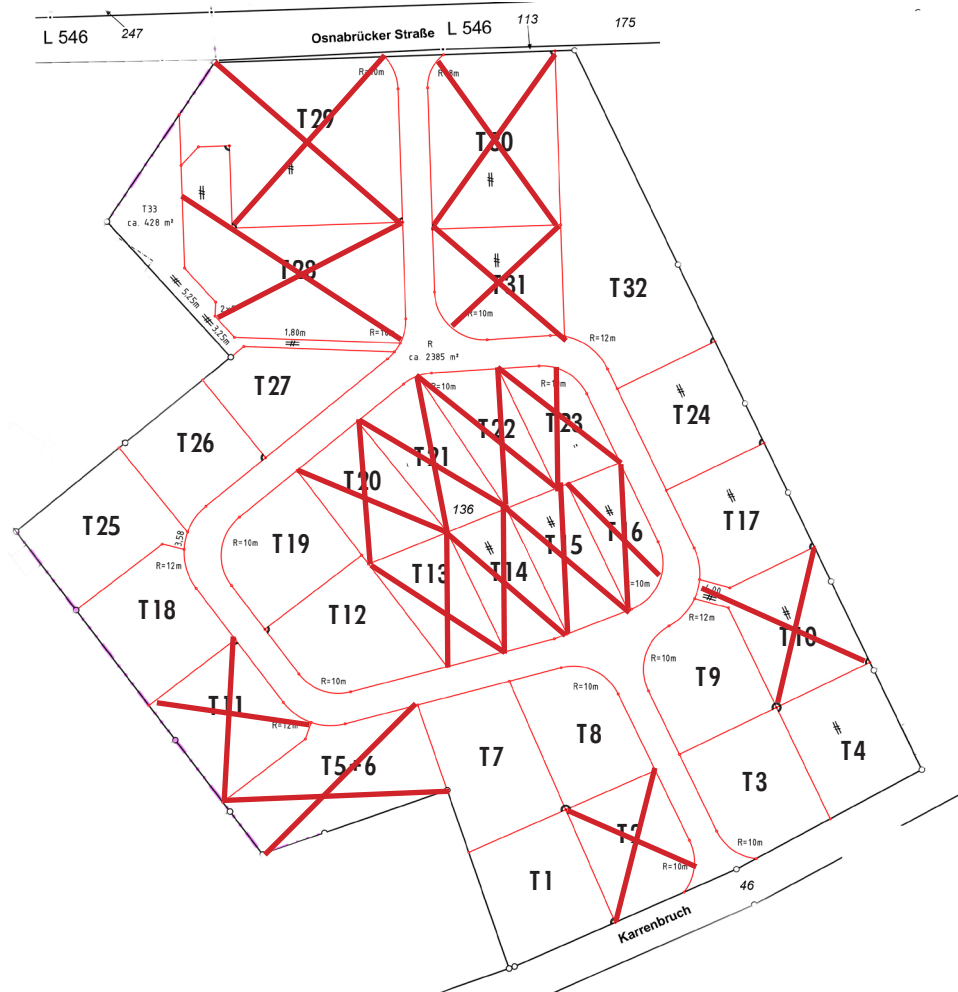 L 546
247
Osnabrücker Straße
L 546
113
175
R=10m
R=8m
T29
T30
T33
ca. 428 m²
T28
T31
T32
5,25m
3,25m
1,80m
R=10m
R=10m
R
ca. 2385 m²
R=12m
T27
T24
T26
R=10m
R=10m
T23
T22
T21
T20
T25
136
T17
3,58
R=10m
T19
T15
T16
R=12m
T13
T14
R=10m
T18
T12
R=12m
T10
R=10m
T9
R=10m
R=10m
T11
R=12m
T5+6
T7
T8
T4
T3
T2
R=10m
R=10m
T1
46
Karrenbruch